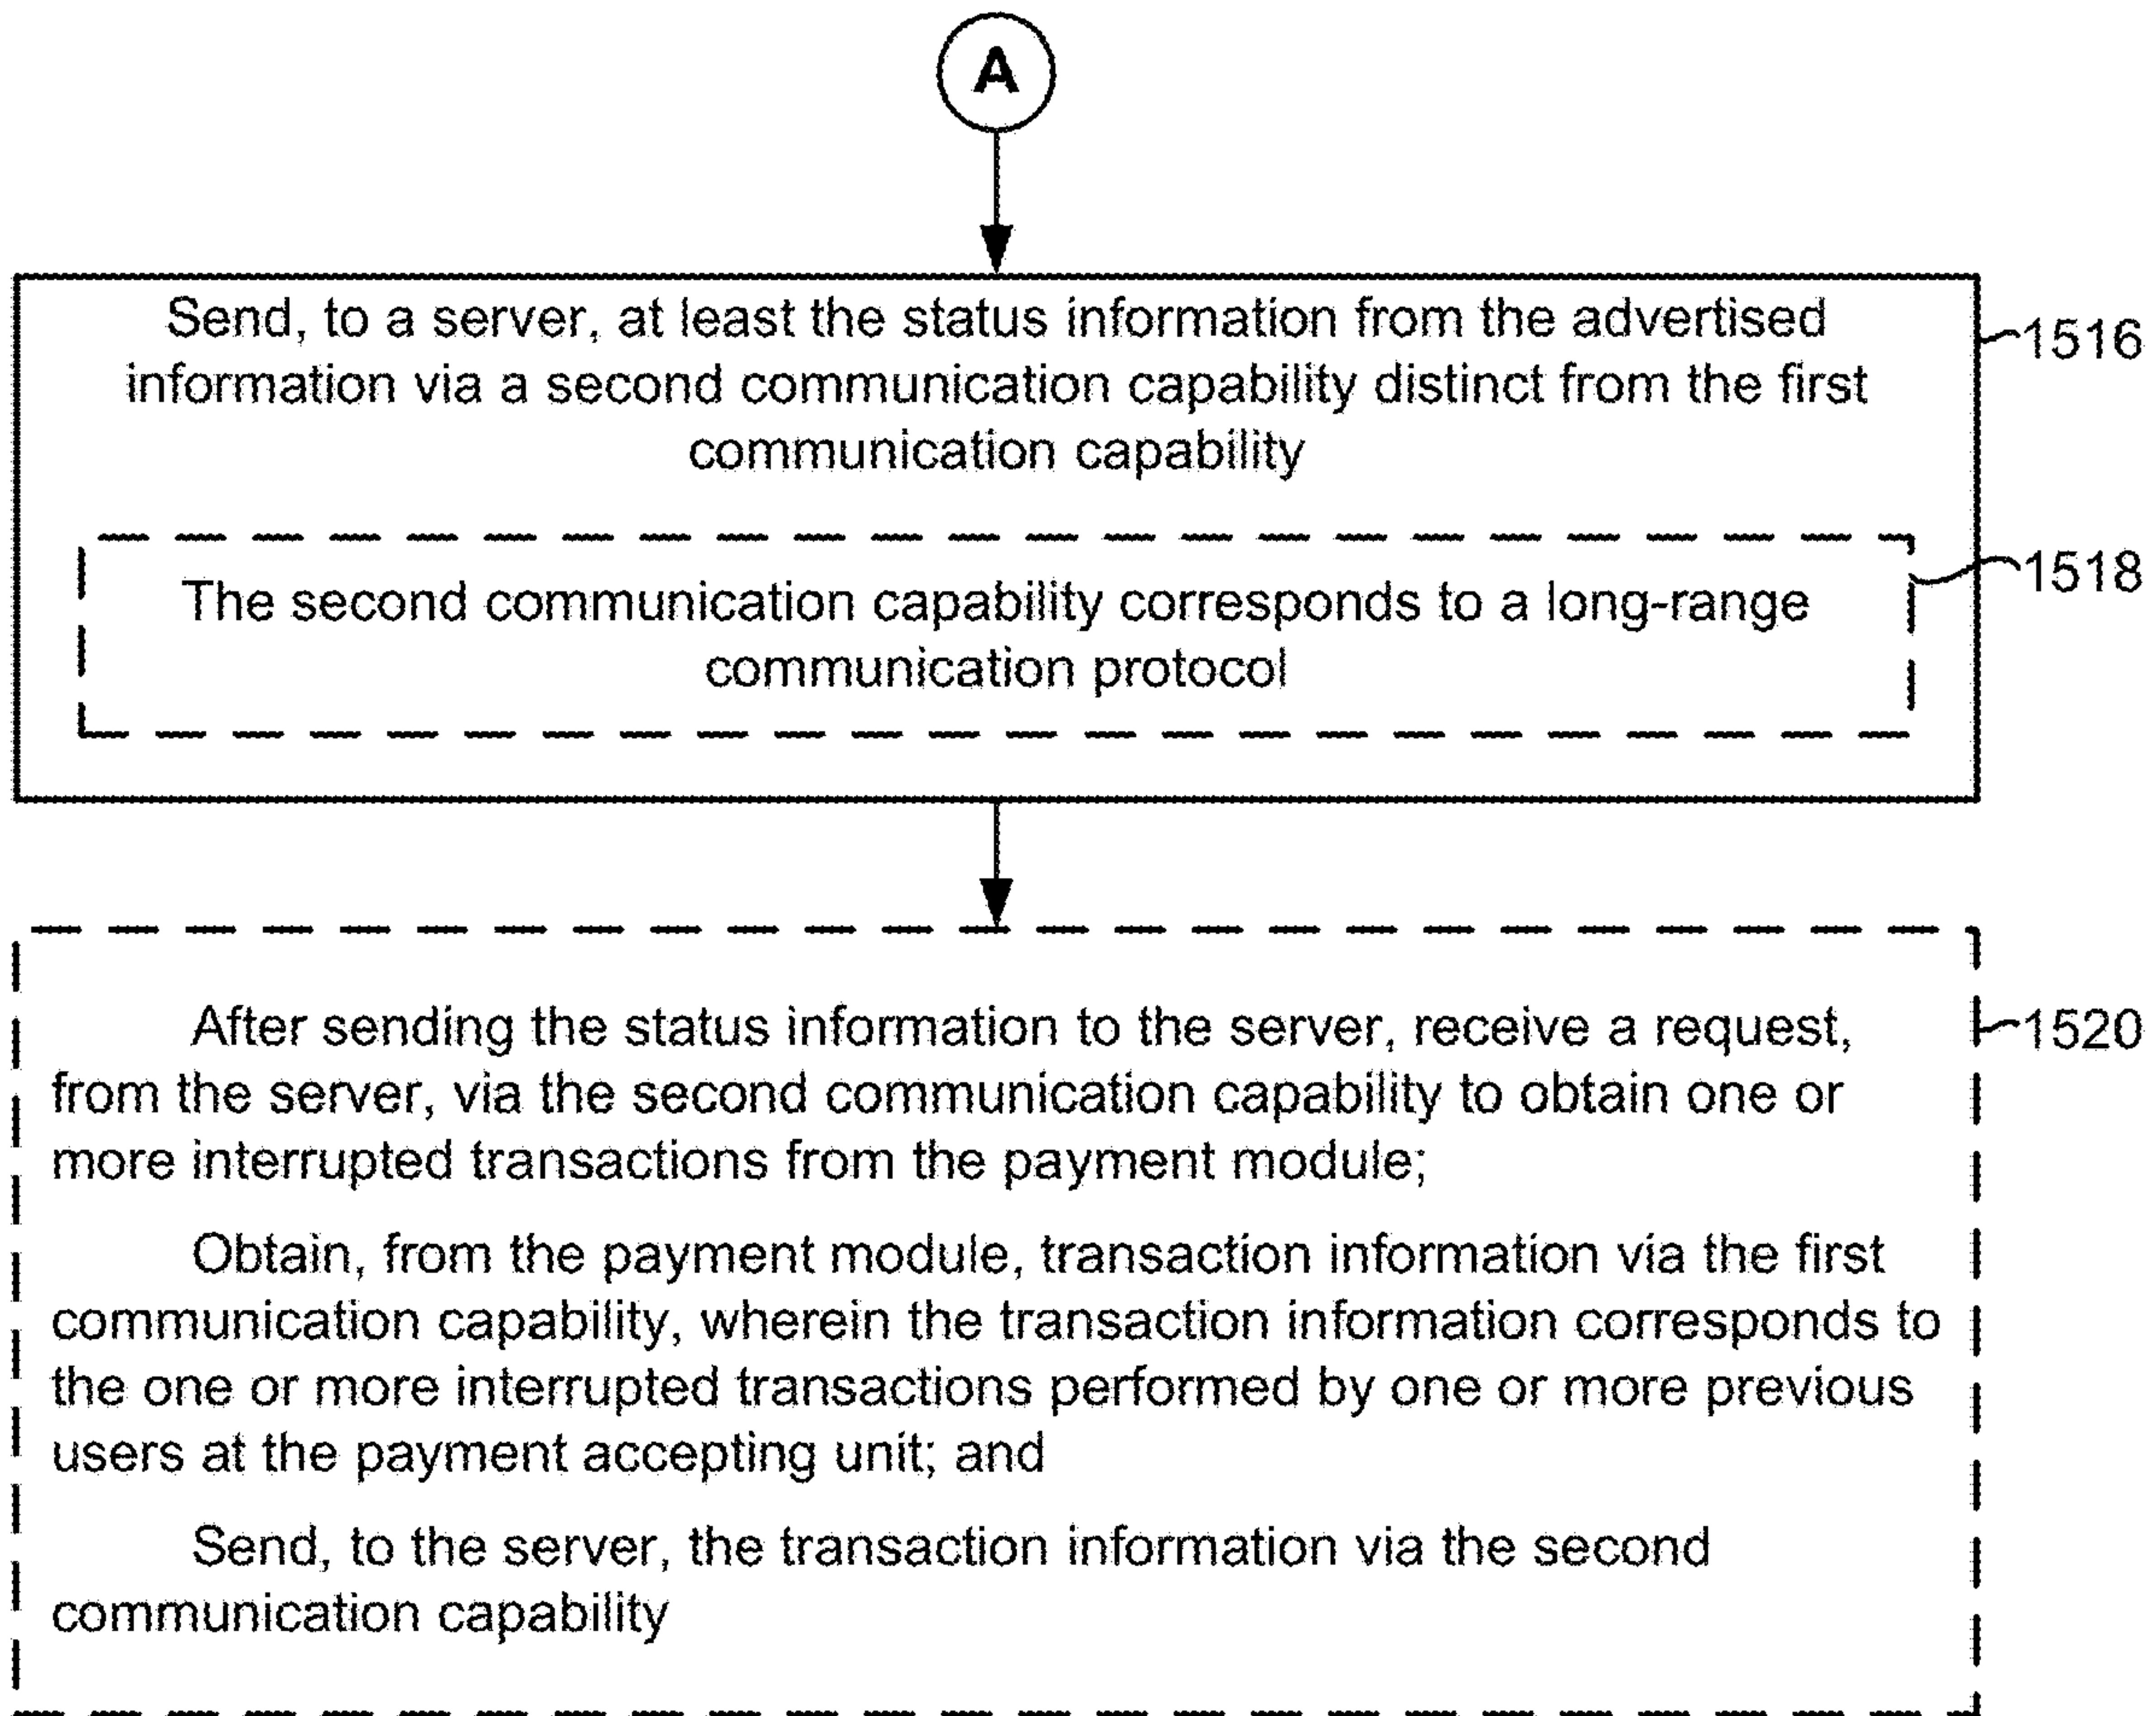 A
Send, to a server, at least the status information from the advertised
information via a second communication capability distinct from the first
communication capability
1516
The second communication capability corresponds to a long-range
communication protocol
1518
After sending the status information to the server, receive a request,
from the server, via the second communication capability to obtain one or
more interrupted transactions from the payment module;
1520
Obtain, from the payment module, transaction information via the first
communication capability, wherein the transaction information corresponds to
the one or more interrupted transactions performed by one or more previous
users at the payment accepting unit; and
Send, to the server, the transaction information via the second
communication capability